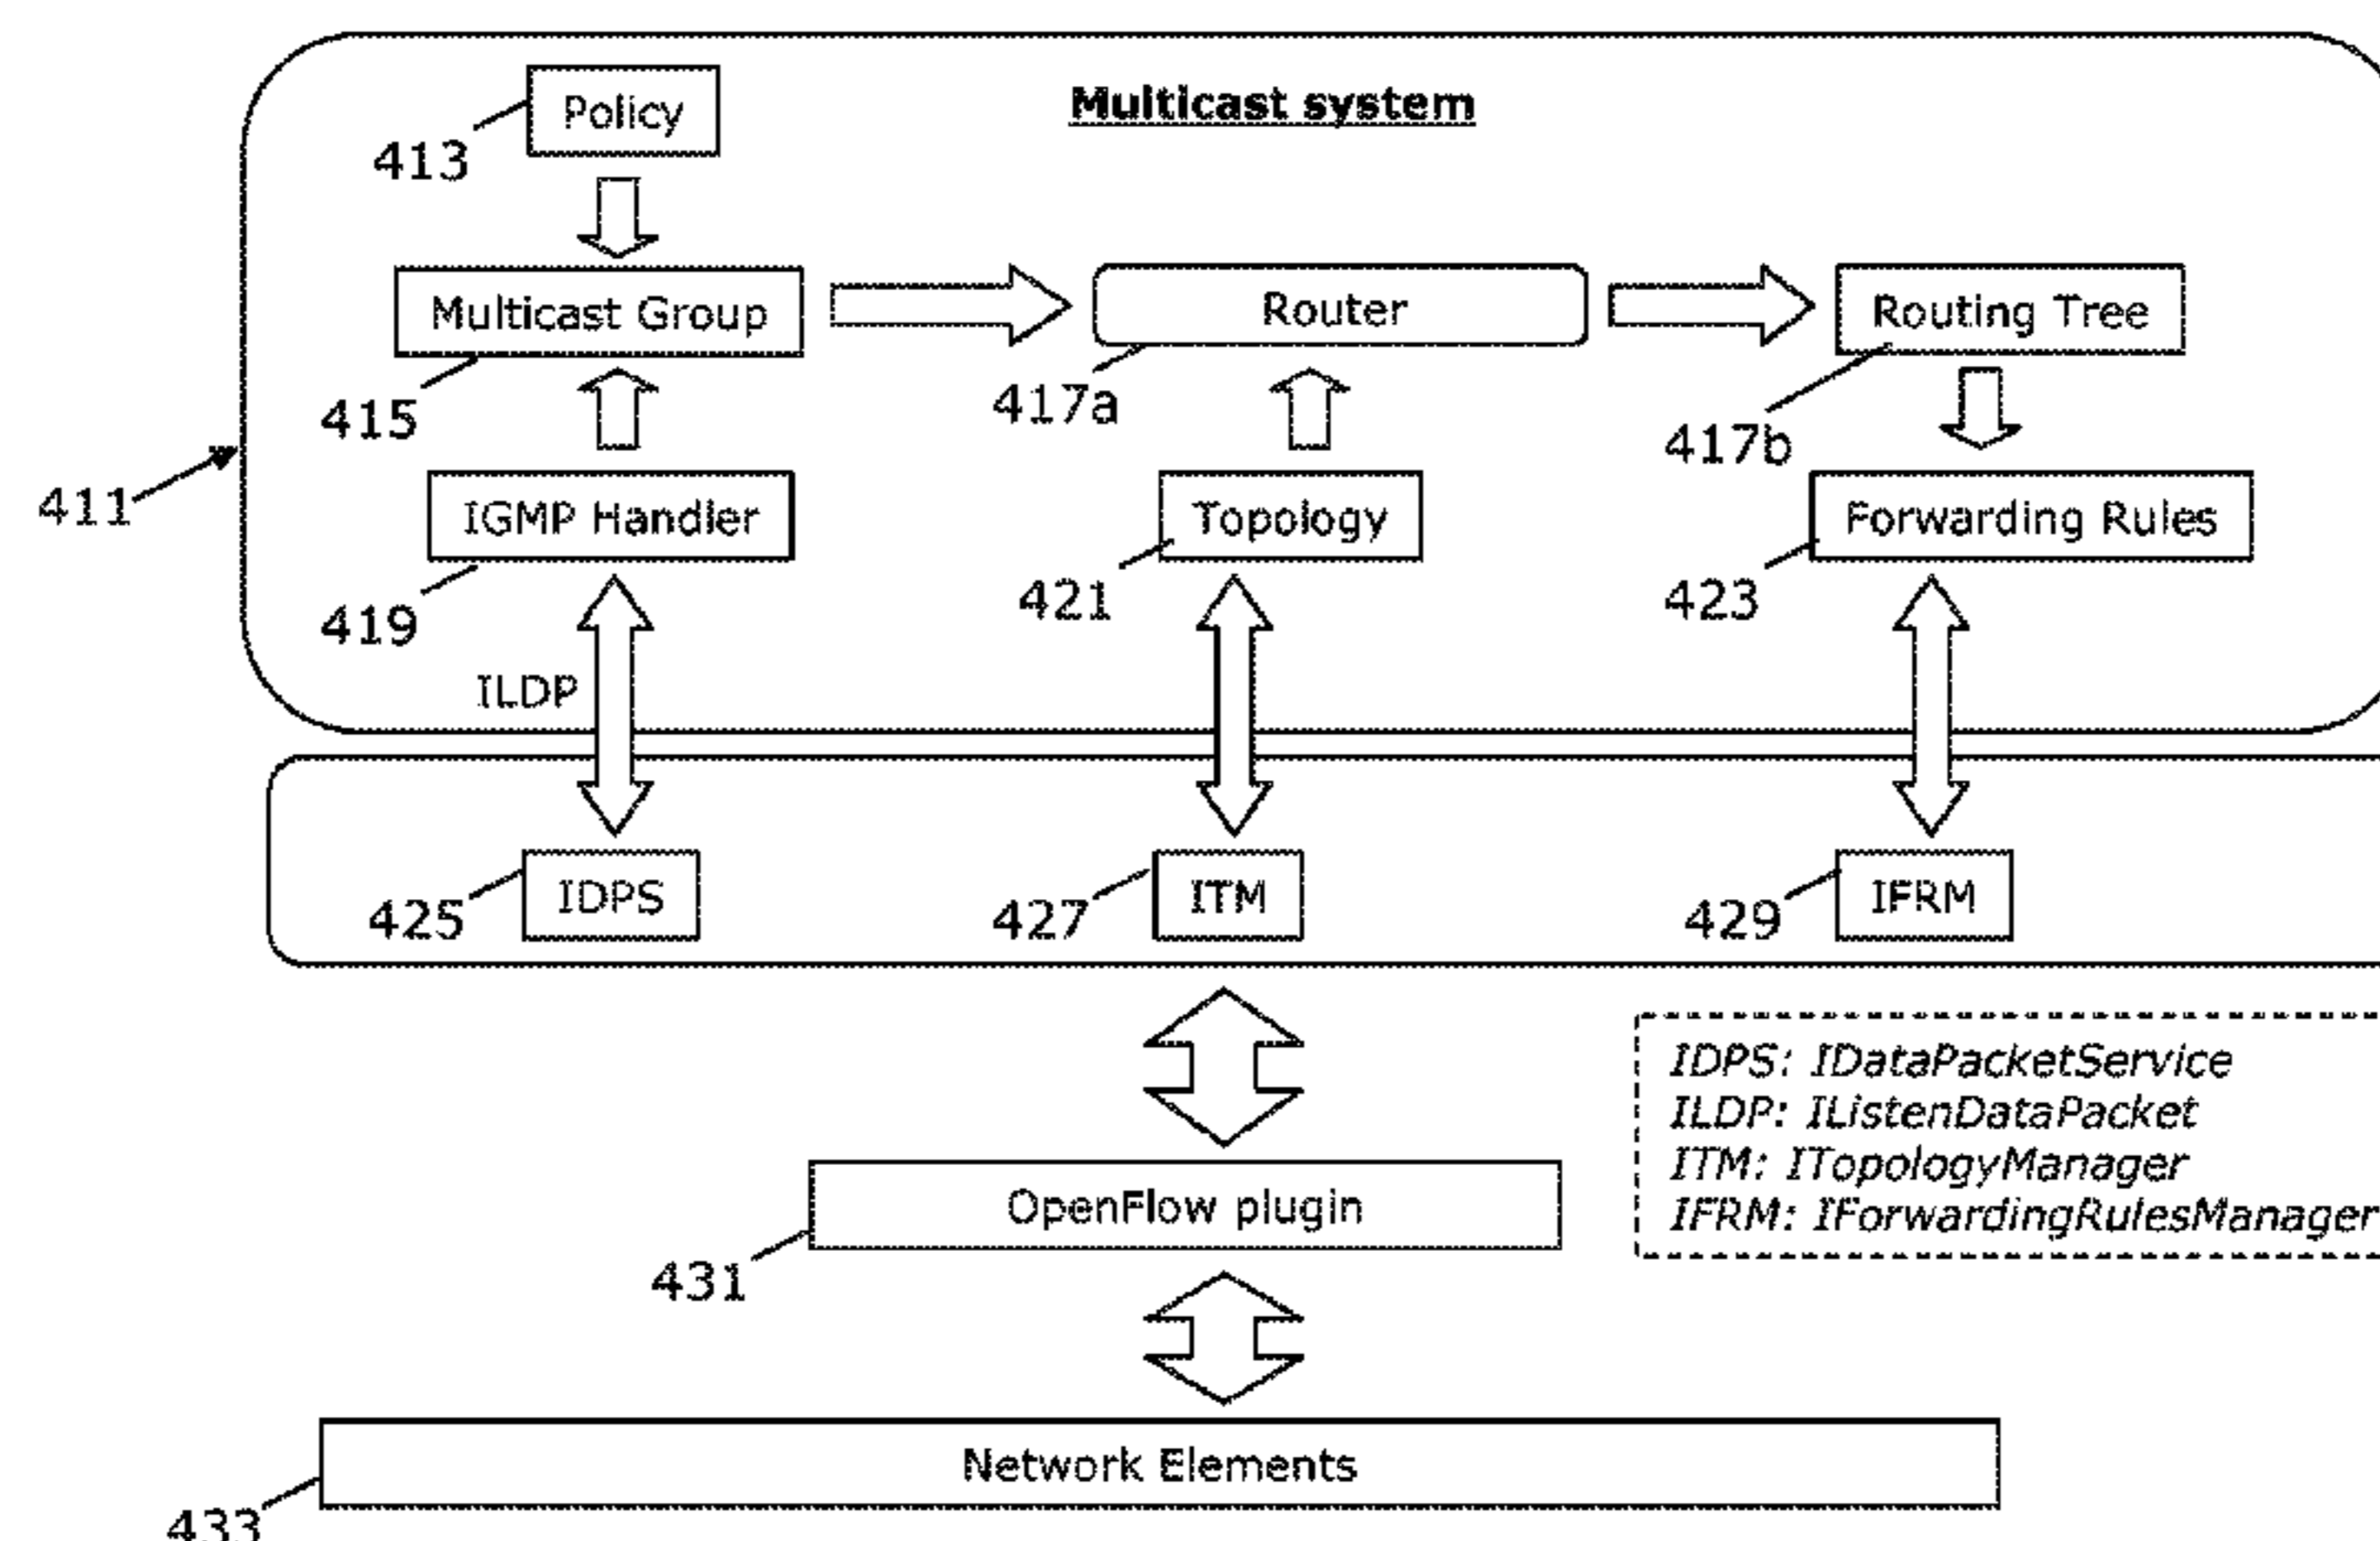 Multicast system
Policy
413
Multicast Group
Router
Routing Tree
415
417a
417b
411
IGMP Handler
Topology
Forwarding Rules
419
421
423
ILDP
IDPS
ITM
IFRM
425
427
429
IDPS: IDataPacketService
ILDP: IListenDataPacket
ITM: ITopologyManager
IFRM: IForwardingRulesManager
OpenFlow plugin
431
Network Elements
433